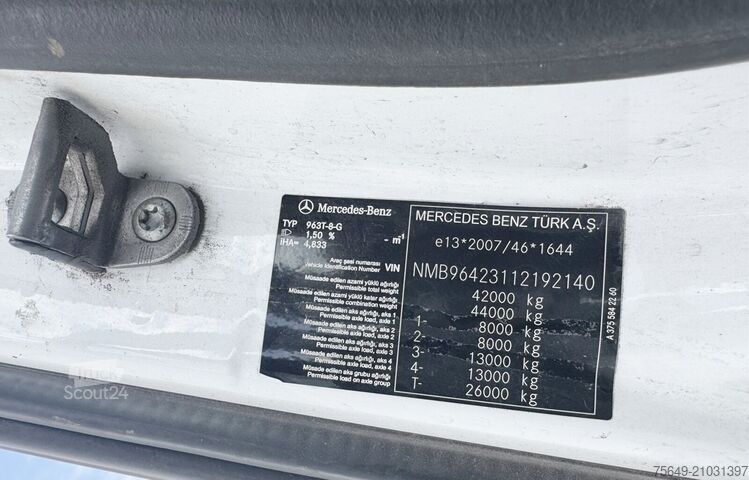 Mercedes-Benz
TYP 963T-8-G
1,50 %
İHA= 4,833 - m⁻¹
Araç şasi numarası
Vehicle Identification Number VIN
Müsaade edilen azami yüklü ağırlığı
Permissible total weight
Müsaade edilen azami yüklü katar ağırlığı
Permissible combination weight
Müsaade edilen aks ağırlığı, aks 1
Permissible axle load, axle 1
Müsaade edilen aks ağırlığı, aks 2
Permissible axle load, axle 2
Müsaade edilen aks ağırlığı, aks 3
Permissible axle load, axle 3
Müsaade edilen aks ağırlığı, aks 4
Permissible axle load, axle 4
Müsaade edilen aks grubu ağırlığı
Permissible load on axle group
MERCEDES BENZ TÜRK A.Ş.
e13*2007/46*1644
NMB96423112192140
42000 kg
44000 kg
1- 8000 kg
2- 8000 kg
3- 13000 kg
4- 13000 kg
T- 26000 kg
A 375 584 22 60
Truck
Scout24
75649-21031397